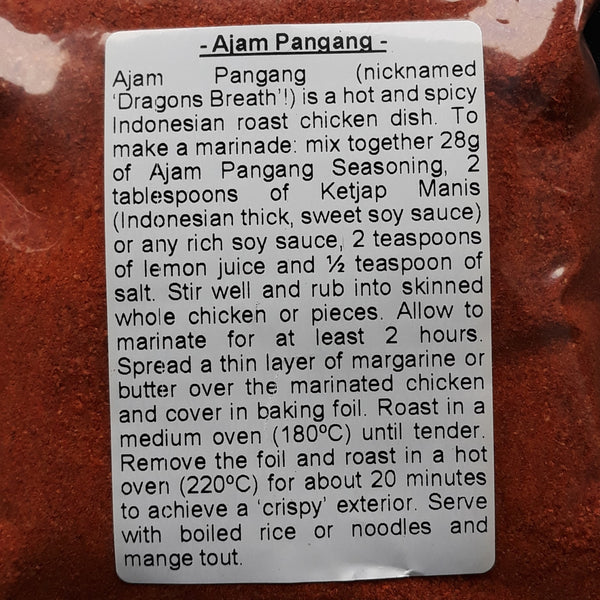 - Ajam Pangang -
Ajam Pangang (nicknamed
'Dragons Breath'!) is a hot and spicy
Indonesian roast chicken dish. To
make a marinade: mix together 28g
of Ajam Pangang Seasoning, 2
tablespoons of Ketjap Manis
(Indonesian thick, sweet soy sauce)
or any rich soy sauce, 2 teaspoons
of lemon juice and ½ teaspoon of
salt. Stir well and rub into skinned
whole chicken or pieces. Allow to
marinate for at least 2 hours.
Spread a thin layer of margarine or
butter over the marinated chicken
and cover in baking foil. Roast in a
medium oven (180ºC) until tender.
Remove the foil and roast in a hot
oven (220ºC) for about 20 minutes
to achieve a 'crispy' exterior. Serve
with boiled rice or noodles and
mange tout.